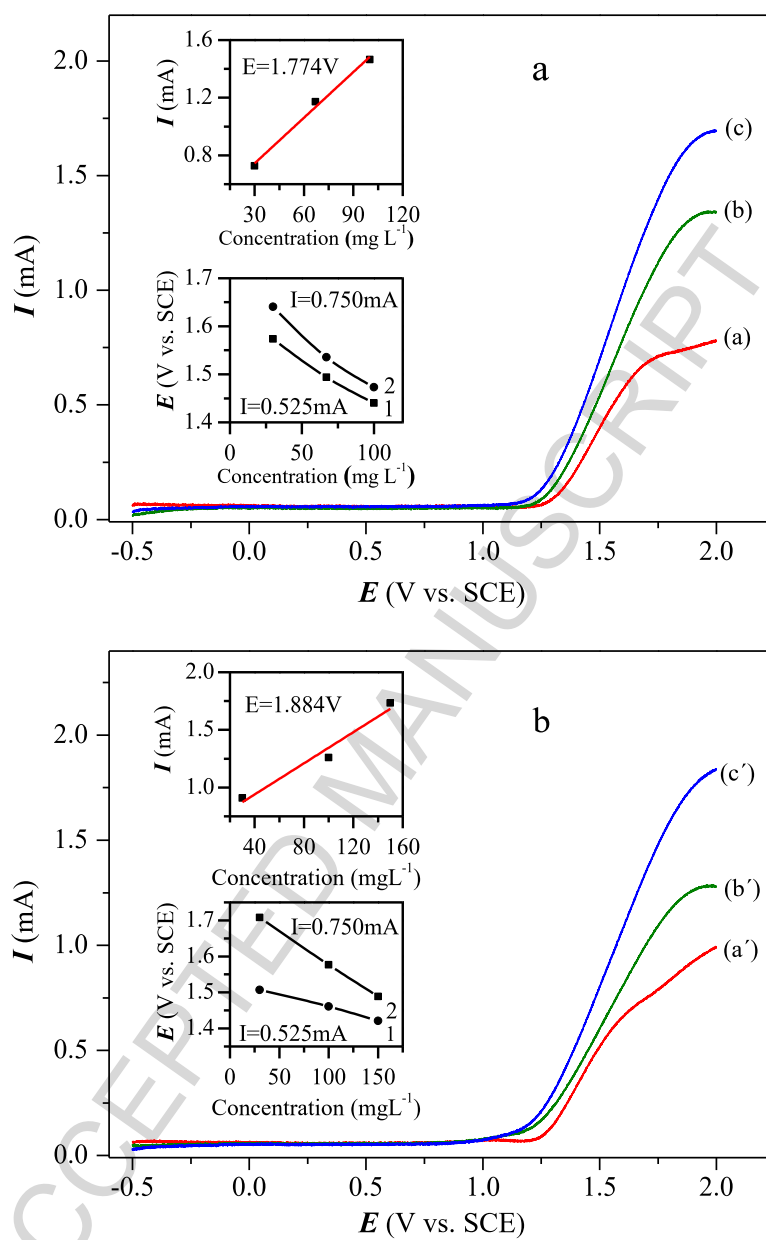 a
I (mA)
2.0
1.5
1.0
0.5
0.0
-0.5 0.0 0.5 1.0 1.5 2.0
E (V vs. SCE)
(c)
(b)
(a)
E=1.774V
I (mA)
1.6
1.2
0.8
30 60 90 120
Concentration (mg L-1)
E (V vs. SCE)
1.7
1.6
1.5
1.4
I=0.750mA
I=0.525mA
2
1
0 50 100
Concentration (mg L-1)
b
I (mA)
2.0
1.5
1.0
0.5
0.0
-0.5 0.0 0.5 1.0 1.5 2.0
E (V vs. SCE)
(c´)
(b´)
(a´)
E=1.884V
I (mA)
2.0
1.5
1.0
40 80 120 160
Concentration (mgL-1)
E (V vs. SCE)
1.7
1.6
1.5
1.4
I=0.750mA
I=0.525mA
2
1
0 50 100 150
Concentration (mgL-1)
CCEPTED MANUSCRIPT